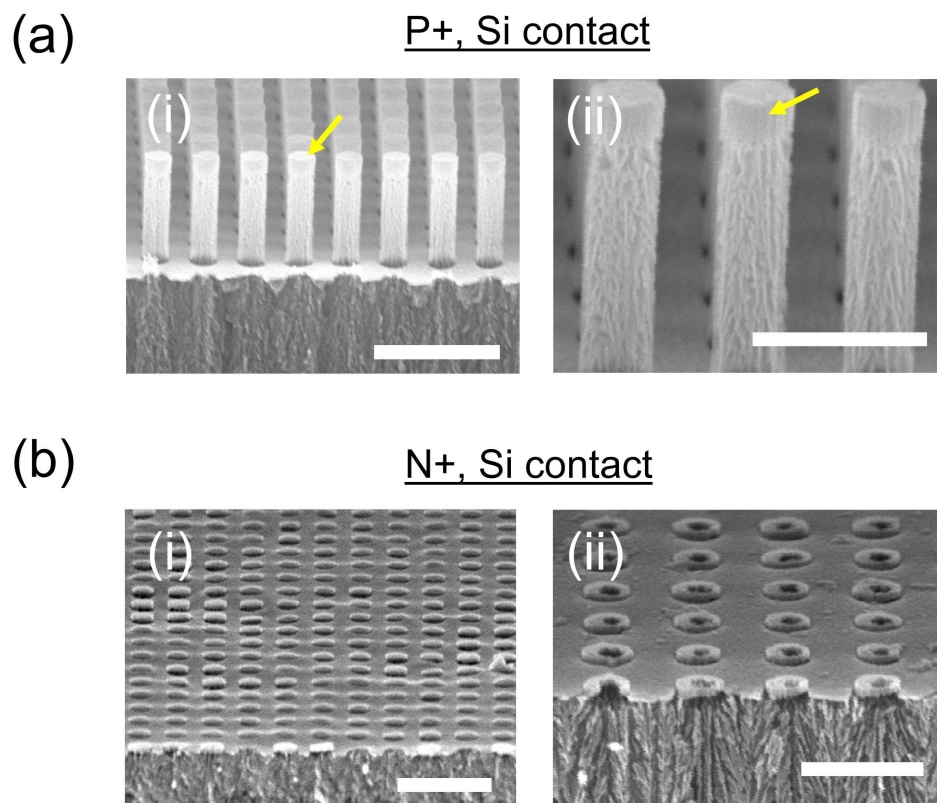 (a)
P+, Si contact
(i)
(ii)
(b)
N+, Si contact
(i)
(ii)